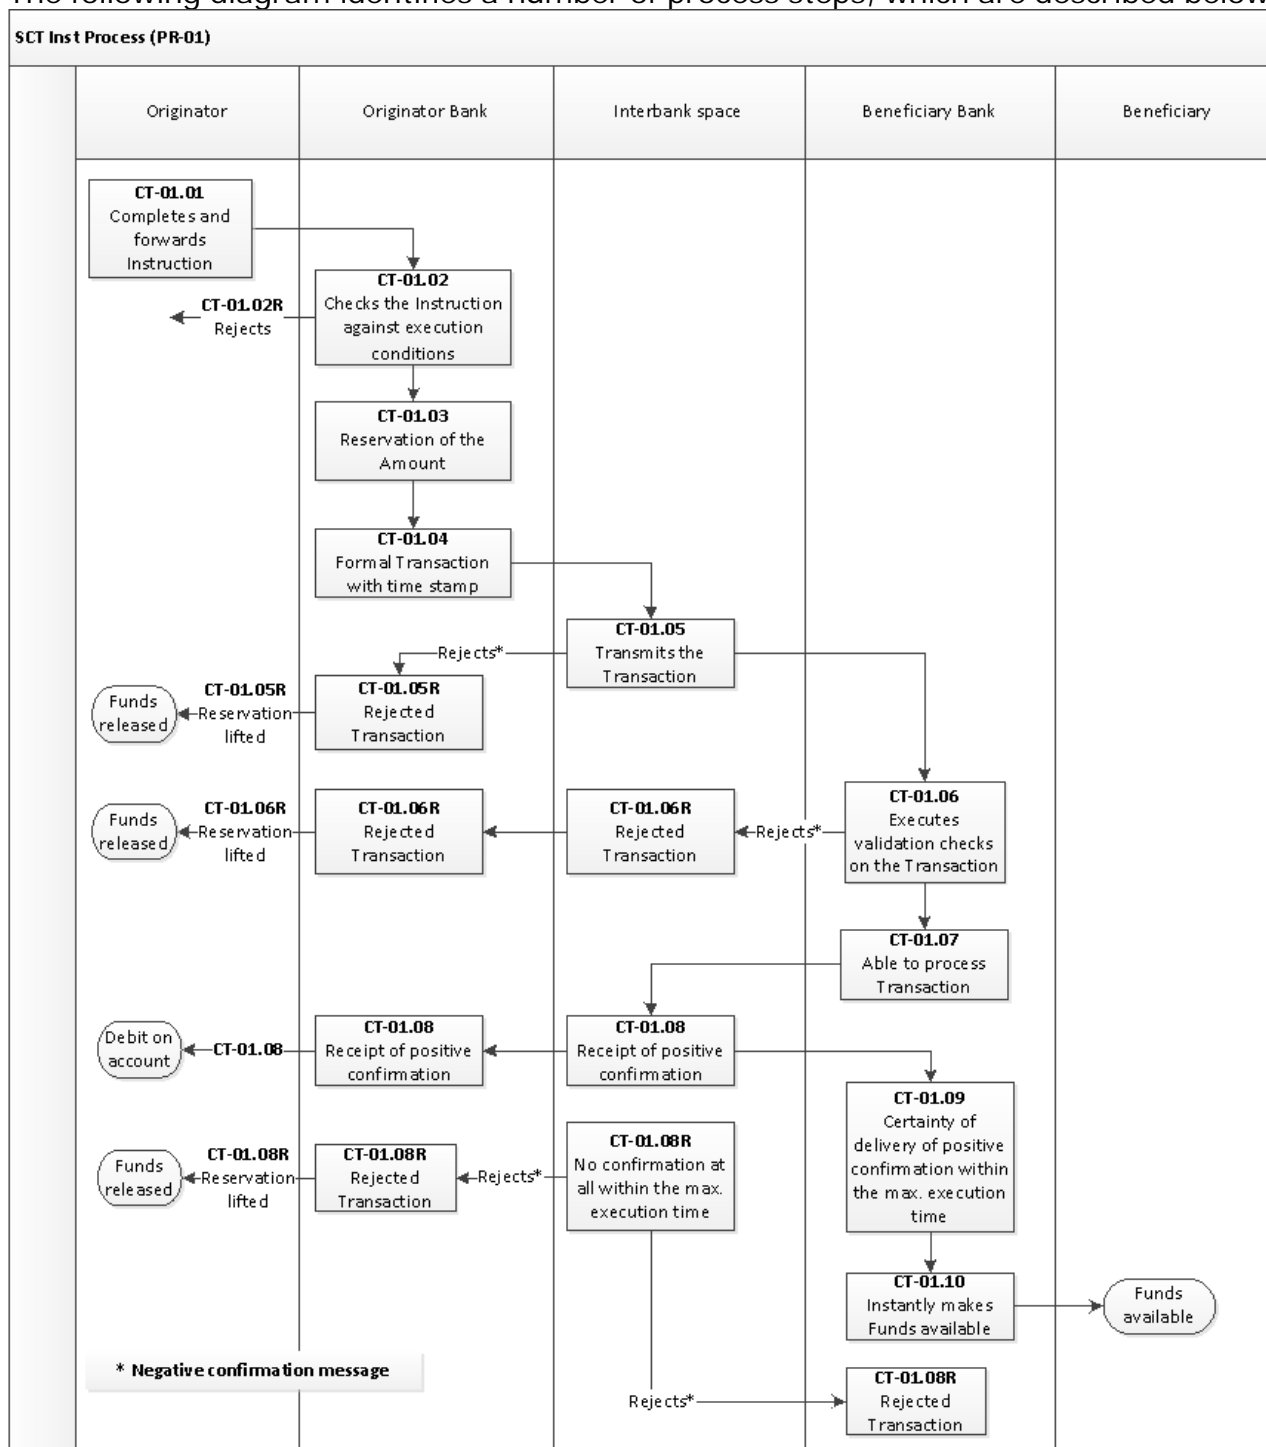 The following diagram identifies a number of process steps, which are described below
SCT Inst Process (PR-01)
Originator
Originator Bank
Interbank space
Beneficiary Bank
Beneficiary
CT-01.01
Completes and
forwards
Instruction
CT-01.02
Checks the Instruction
against execution
conditions
CT-01.02R
Rejects
CT-01.03
Reservation of the
Amount
CT-01.04
Formal Transaction
with time stamp
CT-01.05
Transmits the
Transaction
Rejects*
CT-01.05R
Rejected
Transaction
CT-01.05R
Reservation
lifted
Funds
released
CT-01.06
Executes
validation checks
on the Transaction
Rejects*
CT-01.06R
Rejected
Transaction
CT-01.06R
Rejected
Transaction
CT-01.06R
Reservation
lifted
Funds
released
CT-01.07
Able to process
Transaction
CT-01.08
Receipt of positive
confirmation
CT-01.08
Receipt of positive
confirmation
CT-01.08
Debit on
account
CT-01.09
Certainty of
delivery of positive
confirmation within
the max. execution
time
CT-01.08R
No confirmation at
all within the max.
execution time
Rejects*
CT-01.08R
Rejected
Transaction
CT-01.08R
Reservation
lifted
Funds
released
CT-01.10
Instantly makes
Funds available
Funds
available
* Negative confirmation message
Rejects*
CT-01.08R
Rejected
Transaction